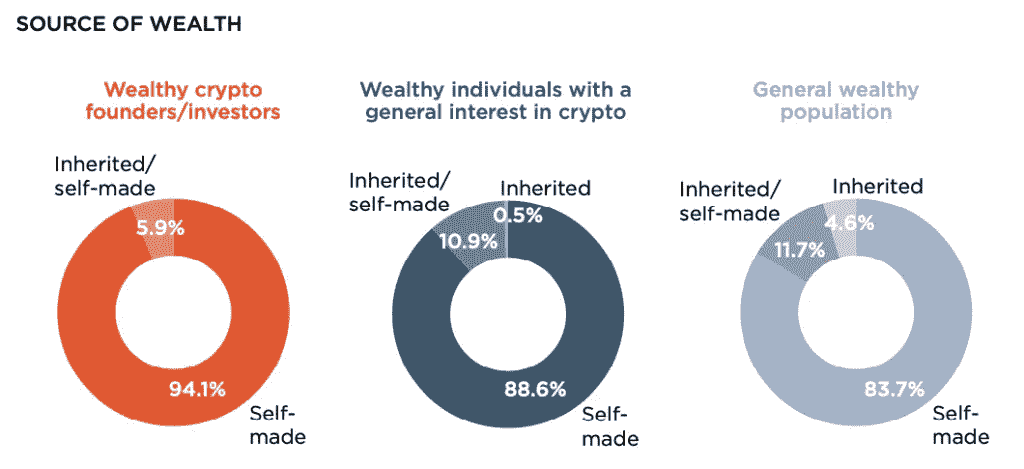 SOURCE OF WEALTH
Wealthy crypto
founders/investors
Inherited/
self-made
5.9%
94.1%
Self-
made
Wealthy individuals with a
general interest in crypto
Inherited/
self-made
Inherited
0.5%
10.9%
88.6%
Self-
made
General wealthy
population
Inherited/
self-made
Inherited
4.6%
11.7%
83.7%
Self-
made